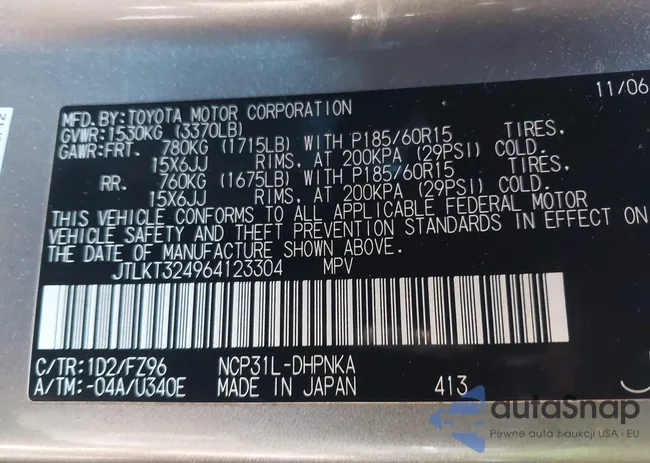 11/06
MFD. BY: TOYOTA MOTOR CORPORATION
GVWR: 1530KG (3370LB)
GAWR: FRT. 780KG (1715LB) WITH P185/60R15 TIRES.
15X6JJ RIMS, AT 200KPA (29PSI) COLD.
RR. 760KG (1675LB) WITH P185/60R15 TIRES.
15X6JJ RIMS, AT 200KPA (29PSI) COLD.
THIS VEHICLE CONFORMS TO ALL APPLICABLE FEDERAL MOTOR
VEHICLE SAFETY AND THEFT PREVENTION STANDARDS IN EFFECT ON
THE DATE OF MANUFACTURE SHOWN ABOVE.
JTLKT324964123304 MPV
C/TR: 1D2/FZ96 NCP31L-DHPNKA
A/TM: -04A/U340E MADE IN JAPAN 413
autaSnap
Pewne auta z aukcji USA i EU